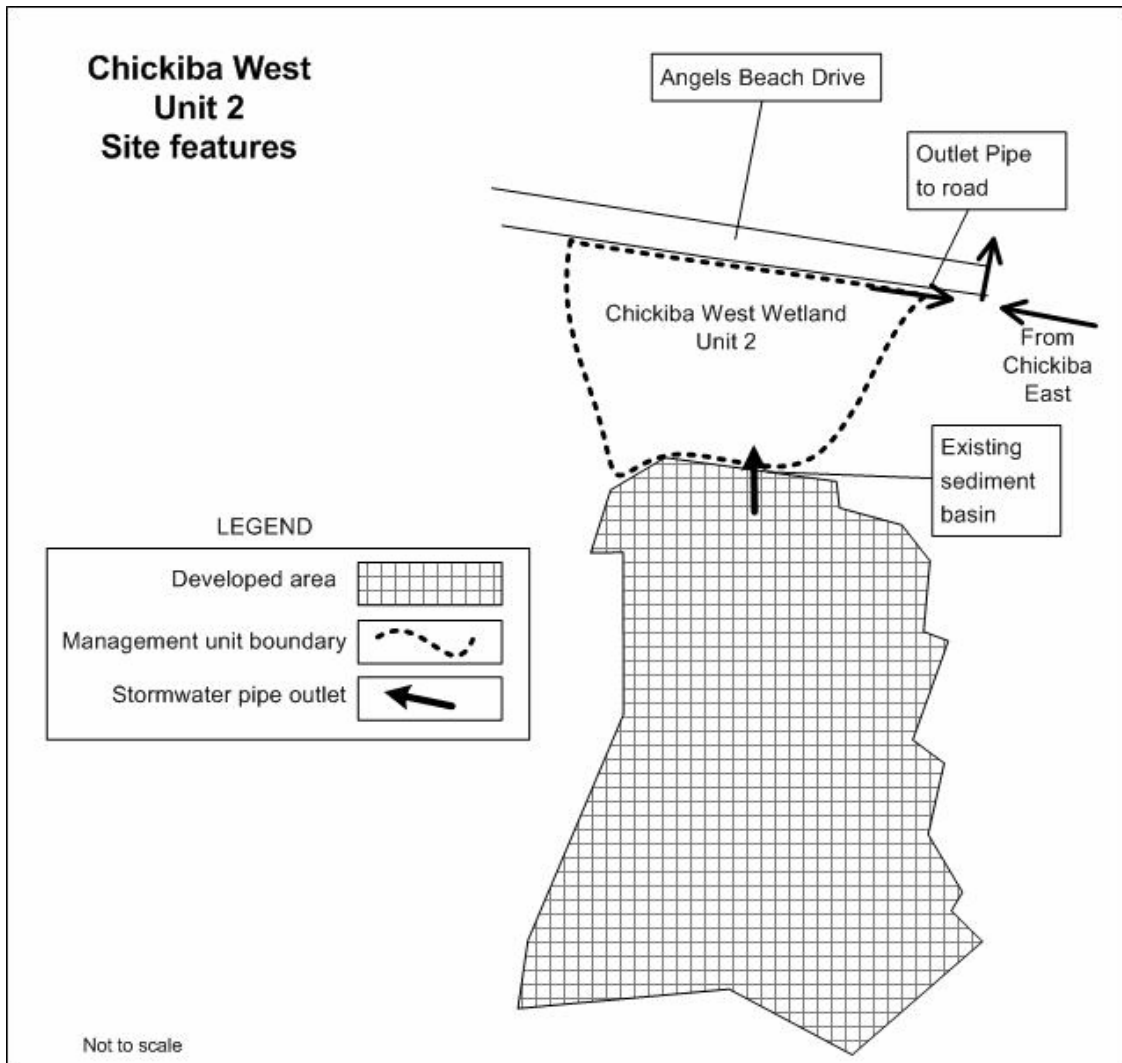 Chickiba West
Unit 2
Site features
Angels Beach Drive
Outlet Pipe
to road
Chickiba West Wetland
Unit 2
From
Chickiba
East
Existing
sediment
basin
LEGEND
Developed area
Management unit boundary
Stormwater pipe outlet
Not to scale